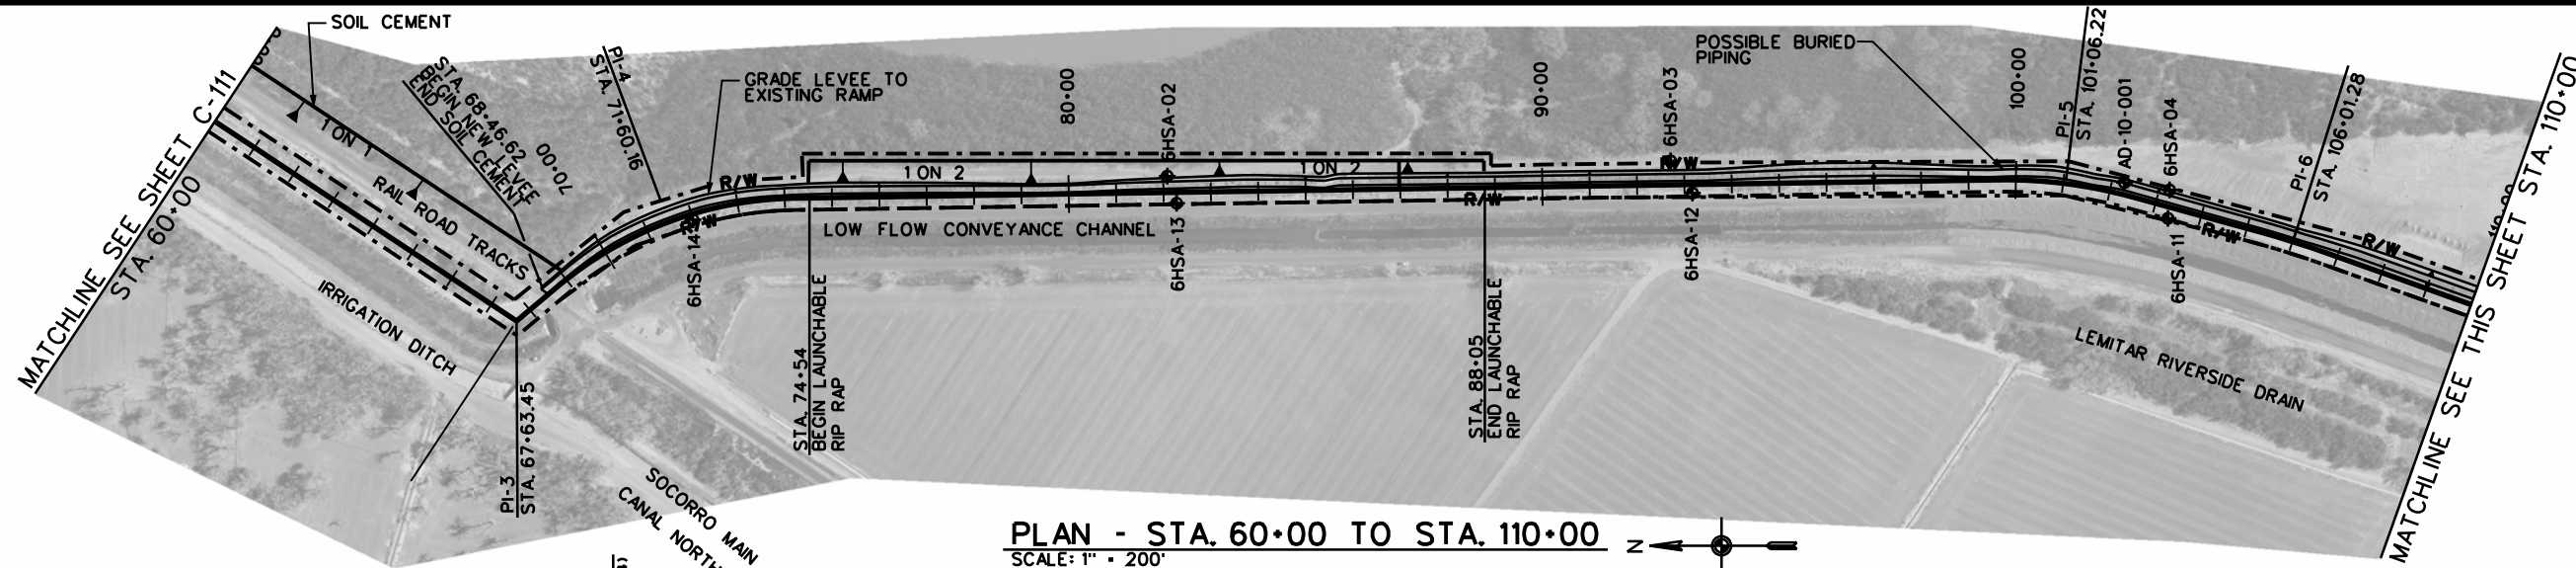 SOIL CEMENT
MATCHLINE SEE SHEET C-111
STA. 60+00
1 ON 1
RAIL ROAD TRACKS
IRRIGATION DITCH
STA. 68+46.62
BEGIN NEW LEVEE
END SOIL CEMENT
70+00
PI-3
STA. 67+63.45
PI-4
STA. 71+60.16
GRADE LEVEE TO
EXISTING RAMP
R/W
R/W
6HSA-14
SOCORRO MAIN
CANAL NORTH
STA. 74+54
BEGIN LAUNCHABLE
RIP RAP
1 ON 2
LOW FLOW CONVEYANCE CHANNEL
80+00
6HSA-02
6HSA-13
1 ON 2
R/W
STA. 88+05
END LAUNCHABLE
RIP RAP
90+00
6HSA-03
R/W
6HSA-12
POSSIBLE BURIED
PIPING
100+00
PI-5
STA. 101+06.22
AD-10-001
6HSA-04
6HSA-11
R/W
PI-6
STA. 106+01.28
R/W
LEMITAR RIVERSIDE DRAIN
MATCHLINE SEE THIS SHEET STA. 110+00
PLAN - STA. 60+00 TO STA. 110+00
SCALE: 1" = 200'
N